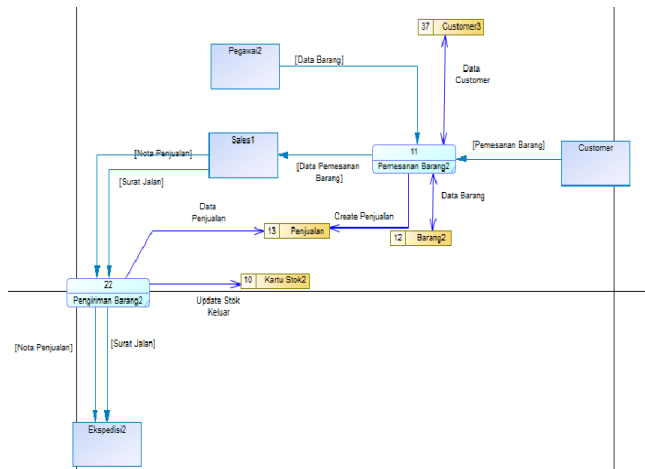 37 Customer3
Pegawai2
[Data Barang]
Data
Customer
Sales1
[Nota Penjualan]
[Surat Jalan]
[Data Pemesanan
Barang]
11
Pemesanan Barang2
[Pemesanan Barang]
Customer
Data Barang
Data
Penjualan
Create Penjualan
13 Penjualan
12 Barang2
22
Pengiriman Barang2
10 Kartu Stok2
Update Stok
Keluar
[Nota Penjualan]
[Surat Jalan]
Ekspedisi2